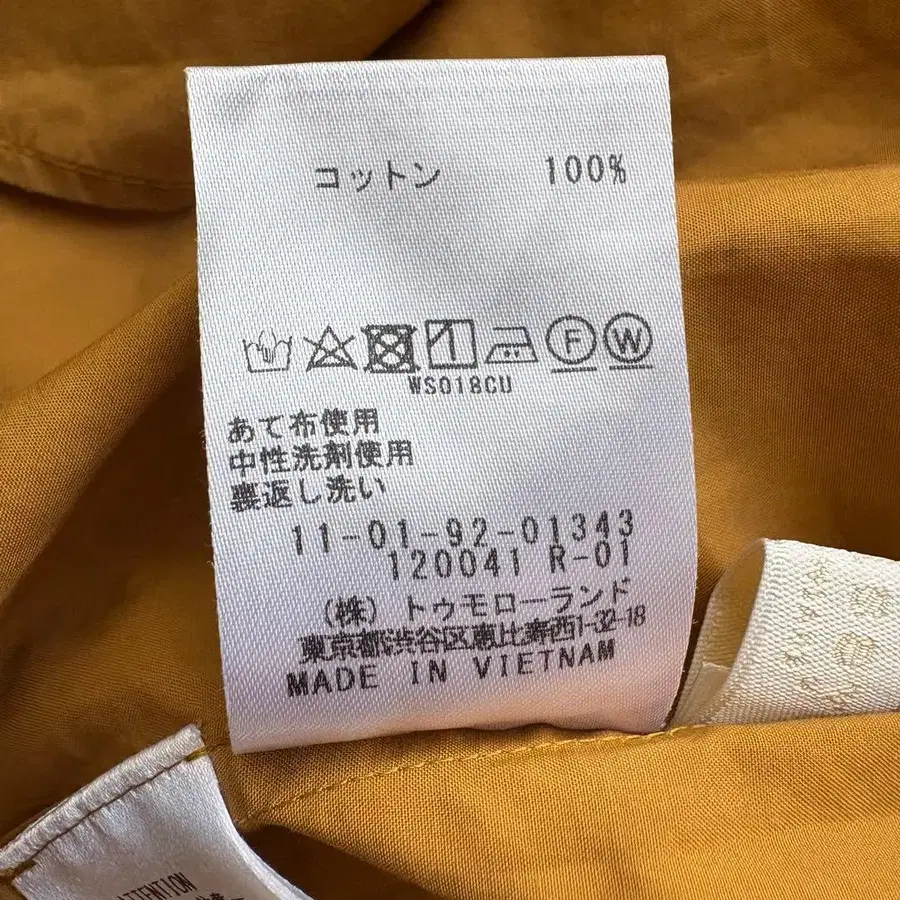 コットン 100%
F W
WS018CU
あて布使用
中性洗剤使用
裏返し洗い
11-01-92-01343
120041 R-01
(株) トゥモローランド
東京都渋谷区恵比寿西1-32-18
MADE IN VIETNAM
ATTENTION